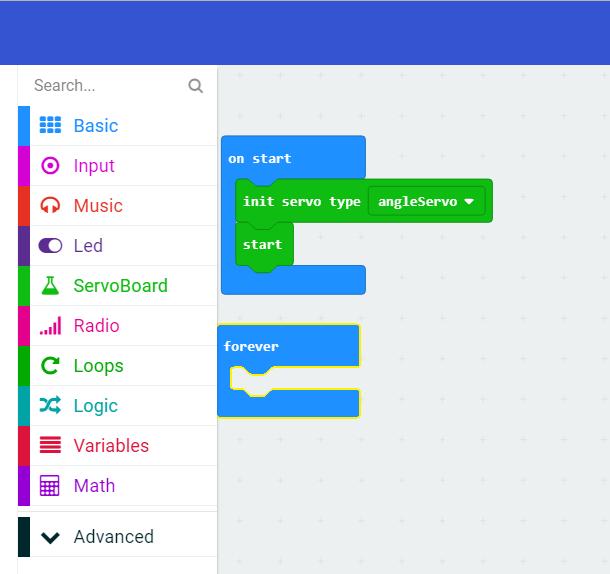 Search...
Basic
Input
Music
Led
ServoBoard
Radio
Loops
Logic
Variables
Math
Advanced
on start
init servo type angleServo
start
forever